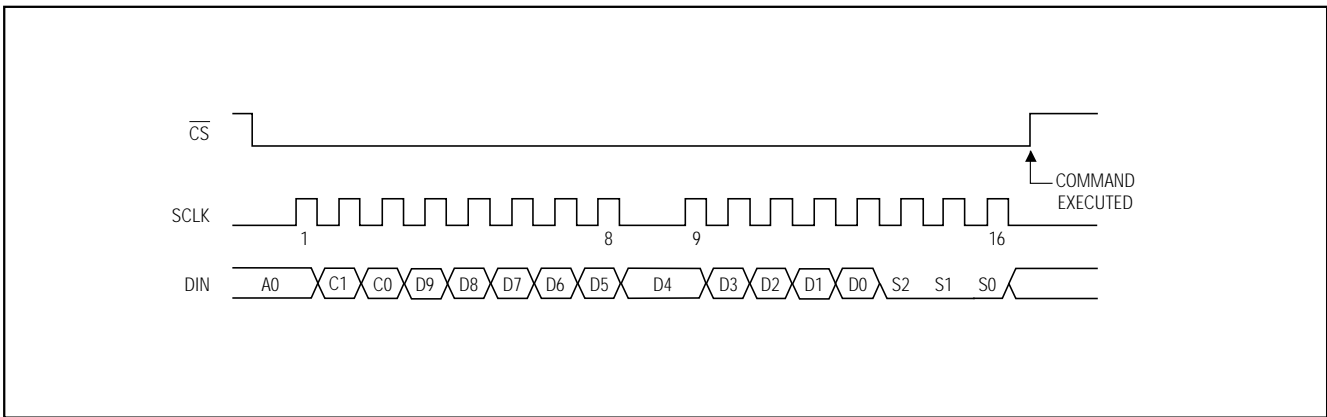 CS
COMMAND
EXECUTED
SCLK
1 8 9 16
DIN A0 C1 C0 D9 D8 D7 D6 D5 D4 D3 D2 D1 D0 S2 S1 S0